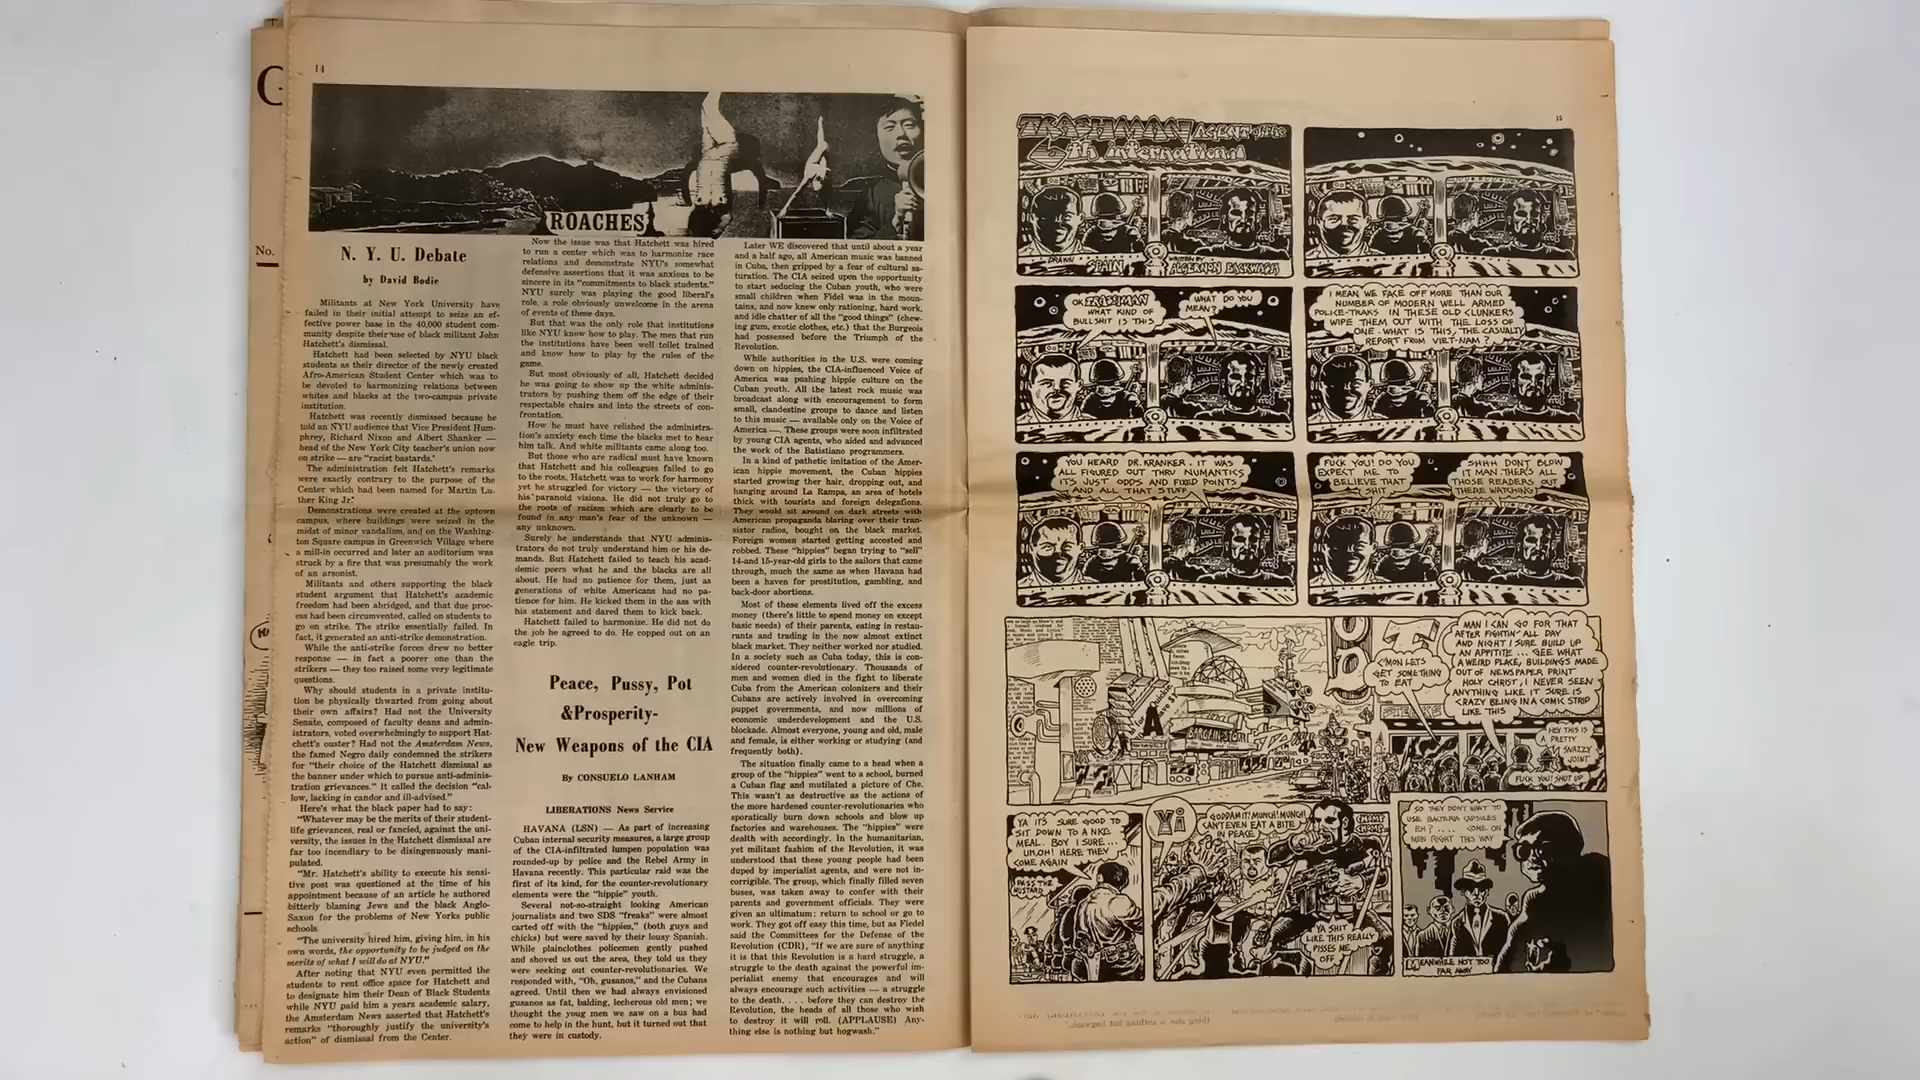 14
ROACHES
N. Y. U. Debate
by David Bodie
Militants at New York University have
failed in their initial attempt to seize an ef-
fective power base in the 40,000 student com-
munity despite their use of black militant John
Hatchett's dismissal.
Hatchett had been selected by NYU black
students as their director of the newly created
Afro-American Student Center which was to
be devoted to harmonizing relations between
whites and blacks at the two-campus private
institution.
Hatchett was recently dismissed because he
told an NYU audience that Vice President Hum-
phrey, Richard Nixon and Albert Shanker —
head of the New York City teacher's union now
on strike — are "racist bastards."
The administration felt Hatchett's remarks
were exactly contrary to the purpose of the
Center which had been named for Martin Lu-
ther King Jr.
Demonstrations were created at the uptown
campus, where buildings were seized in the
midst of minor vandalism, and on the Washing-
ton Square campus in Greenwich Village where
a mill-in occurred and later an auditorium was
struck by a fire that was presumably the work
of an arsonist.
Militants and others supporting the black
student argument that Hatchett's academic
freedom had been abridged, and that due proc-
ess had been circumvented, called on students to
go on strike. The strike essentially failed. In
fact, it generated an anti-strike demonstration.
While the anti-strike forces drew no better
response — in fact a poorer one than the
strikers — they too raised some very legitimate
questions.
Why should students in a private institu-
tion be physically thwarted from going about
their own affairs? Had not the University
Senate, composed of faculty deans and admin-
istrators, voted overwhelmingly to support Hat-
chett's ouster? Had not the Amsterdam News,
the famed Negro daily condemned the strikers
for "their choice of the Hatchett dismissal as
the banner under which to pursue anti-adminis-
tration grievances." It called the decision "cal-
low, lacking in candor and ill-advised."
Here's what the black paper had to say:
"Whatever may be the merits of their student-
life grievances, real or fancied, against the uni-
versity, the issues in the Hatchett dismissal are
far too incendiary to be disingenuously mani-
pulated.
"Mr. Hatchett's ability to execute his sensi-
tive post was questioned at the time of his
appointment because of an article he authored
bitterly blaming Jews and the black Anglo-
Saxon for the problems of New Yorks public
schools.
"The university hired him, giving him, in his
own words, the opportunity to be judged on the
merits of what I will do at NYU."
After noting that NYU even permitted the
students to rent office space for Hatchett and
to designate him their Dean of Black Students
while NYU paid him a years academic salary,
the Amsterdam News asserted that Hatchett's
remarks "thoroughly justify the university's
action" of dismissal from the Center.
Now the issue was that Hatchett was hired
to run a center which was to harmonize race
relations and demonstrate NYU's somewhat
defensive assertions that it was anxious to be
sincere in its "commitments to black students."
NYU surely was playing the good liberal's
role, a role obviously unwelcome in the arena
of events of these days.
But that was the only role that institutions
like NYU know how to play. The men that run
the institutions have been well toilet trained
and know how to play by the rules of the
game.
But most obviously of all, Hatchett decided
he was going to show up the white adminis-
trators by pushing them off the edge of their
respectable chairs and into the streets of con-
frontation.
How he must have relished the administra-
tion's anxiety each time the blacks met to hear
him talk. And white militants came along too.
But those who are radical must have known
that Hatchett and his colleagues failed to go
to the roots. Hatchett was to work for harmony
yet he struggled for victory — the victory of
his paranoid visions. He did not truly go to
the roots of racism which are clearly to be
found in any man's fear of the unknown —
any unknown.
Surely he understands that NYU adminis-
trators do not truly understand him or his de-
mands. But Hatchett failed to teach his acad-
demic peers what he and the blacks are all
about. He had no patience for them, just as
generations of white Americans had no pa-
tience for him. He kicked them in the ass with
his statement and dared them to kick back.
Hatchett failed to harmonize. He did not do
the job he agreed to do. He copped out on an
eagle trip.
Peace, Pussy, Pot
&Prosperity-
New Weapons of the CIA
By CONSUELO LANHAM
LIBERATIONS News Service
HAVANA (LSN) — As part of increasing
Cuban internal security measures, a large group
of the CIA-infiltrated lumpen population was
rounded-up by police and the Rebel Army in
Havana recently. This particular raid was the
first of its kind, for the counter-revolutionary
elements were the "hippie" youth.
Several not-so-straight looking American
journalists and two SDS "freaks" were almost
carted off with the "hippies," (both guys and
chicks) but were saved by their lousy Spanish.
While plainclothes policemen gently pushed
and shoved us out the area, they told us they
were seeking out counter-revolutionaries. We
responded with, "Oh, gusanos," and the Cubans
agreed. Until then we had always envisioned
gusanos as fat, balding, lecherous old men; we
thought the youg men we saw on a bus had
come to help in the hunt, but it turned out that
they were in custody.
Later WE discovered that until about a year
and a half ago, all American music was banned
in Cuba, then gripped by a fear of cultural sa-
turation. The CIA seized upon the opportunity
to start seducing the Cuban youth, who were
small children when Fidel was in the moun-
tains, and now knew only rationing, hard work,
and idle chatter of all the "good things" (chew-
ing gum, exotic clothes, etc.) that the Burgeois
had possessed before the Triumph of the
Revolution.
While authorities in the U.S. were coming
down on hippies, the CIA-influenced Voice of
America was pushing hippie culture on the
Cuban youth. All the latest rock music was
broadcast along with encouragement to form
small, clandestine groups to dance and listen
to this music — available only on the Voice of
America —. These groups were soon infiltrated
by young CIA agents, who aided and advanced
the work of the Batistiano programmers.
In a kind of pathetic imitation of the Amer-
ican hippie movement, the Cuban hippies
started growing their hair, dropping out, and
hanging around La Rampa, an area of hotels
thick with tourists and foreign delegations.
They would sit around on dark streets with
American propaganda blaring over their tran-
sistor radios, bought on the black market.
Foreign women started getting accosted and
robbed. These "hippies" began trying to "sell"
14-and 15-year-old girls to the sailors that came
through, much the same as when Havana had
been a haven for prostitution, gambling, and
back-door abortions.
Most of these elements lived off the excess
money (there's little to spend money on except
basic needs) of their parents, eating in restau-
rants and trading in the now almost extinct
black market. They neither worked nor studied.
In a society such as Cuba today, this is con-
sidered counter-revolutionary. Thousands of
men and women died in the fight to liberate
Cuba from the American colonizers and their
Cubans are actively involved in overcoming
puppet governments, and now millions of
economic underdevelopment and the U.S.
blockade. Almost everyone, young and old, male
and female, is either working or studying (and
frequently both).
The situation finally came to a head when a
group of the "hippies" went to a school, burned
a Cuban flag and mutilated a picture of Che.
This wasn't as destructive as the actions of
the more hardened counter-revolutionaries who
sporatically burn down schools and blow up
factories and warehouses. The "hippies" were
dealt with accordingly. In the humanitarian,
yet militant fashion of the Revolution, it was
understood that these young people had been
duped by imperialist agents, and were not in-
corrigible. The group, which finally filled seven
buses, was taken away to confer with their
parents and government officials. They were
given an ultimatum: return to school or go to
work. They got off easy this time, but as Fiedel
said the Committees for the Defense of the
Revolution (CDR), "If we are sure of anything
it is that this Revolution is a hard struggle, a
struggle to the death against the powerful im-
perialist enemy that encourages and will
always encourage such activities — a struggle
to the death. . . . before they can destroy the
Revolution, the heads of all those who wish
to destroy it will roll. (APPLAUSE) Any-
thing else is nothing but hogwash."
No.
15
TRASHMAN AGENT of the
6th international
DRAWN
SPAIN
WRITTEN BY
ALGERNON BACKWASH
OK TRASHMAN
WHAT KIND OF
BULLSHIT IS THIS
WHAT DO YOU
MEAN?
I MEAN WE FACE OFF MORE THAN OUR
NUMBER OF MODERN WELL ARMED
POLICE-TRAKS IN THESE OLD CLUNKERS
WIPE THEM OUT WITH THE LOSS OF
ONE. WHAT IS THIS, THE CASUALTY
REPORT FROM VIET-NAM?
YOU HEARD DR. KRANKER. IT WAS
ALL FIGURED OUT THRU NUMANTICS
IT'S JUST ODDS AND FIXED POINTS
AND ALL THAT STUFF
FUCK YOU! DO YOU
EXPECT ME TO
BELIEVE THAT
SHIT
SHHH DON'T BLOW
IT MAN. THERE'S ALL
THOSE READERS OUT
THERE WATCHING
C'MON LETS
GET SOMETHING
TO EAT
MAN I CAN GO FOR THAT
AFTER FIGHTIN' ALL DAY
AND NIGHT I SURE BUILD UP
AN APPITITE... GEE WHAT
A WEIRD PLACE, BUILDINGS MADE
OUT OF NEWSPAPER PRINT
HOLY CHRIST, I NEVER SEEN
ANYTHING LIKE IT SURE IS
CRAZY BEING IN A COMIC STRIP
LIKE THIS
HEY THIS IS
A PRETTY
SNAZZY
JOINT
FUCK YOU! SHUT UP
YA IT'S SURE GOOD TO
SIT DOWN TO A NICE
MEAL. BOY I SURE...
UH.OH! HERE THEY
COME AGAIN
PASS THE
MUSTARD
Yi
GODDAM IT! MUNCH! MUNCH!
CAN'T EVEN EAT A BITE
IN PEACE
CHOMP
CHOMP
YA SHIT
LIKE THIS REALLY
PISSES ME
OFF
SO THEY DON'T WANT TO
USE BACTERIA CAPSULES
EH?.... COME ON
MEN RIGHT THIS WAY
MEANWHILE NOT TOO
FAR AWAY